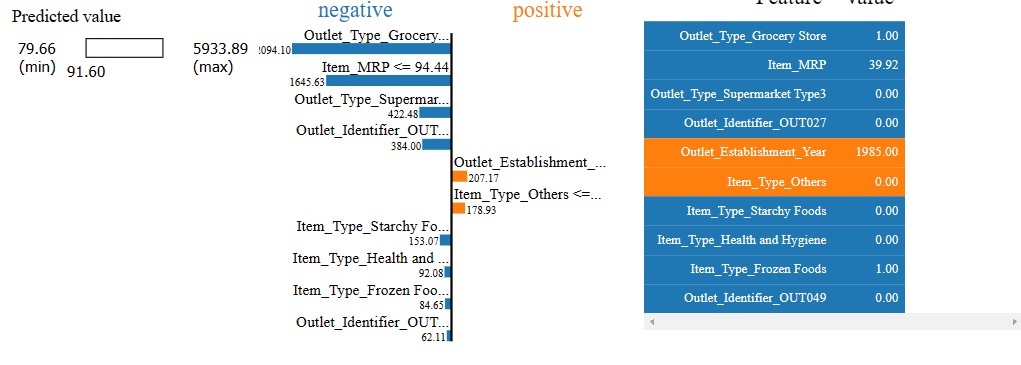 Predicted value
79.66
(min)
91.60
5933.89
(max)
negative
positive
Outlet_Type_Grocery...
2094.10
Item_MRP <= 94.44
1645.63
Outlet_Type_Supermar...
422.48
Outlet_Identifier_OUT...
384.00
Outlet_Establishment_...
207.17
Item_Type_Others <=...
178.93
Item_Type_Starchy Fo...
153.07
Item_Type_Health and ...
92.08
Item_Type_Frozen Foo...
84.65
Outlet_Identifier_OUT...
62.11
Feature Value
Outlet_Type_Grocery Store 1.00
Item_MRP 39.92
Outlet_Type_Supermarket Type3 0.00
Outlet_Identifier_OUT027 0.00
Outlet_Establishment_Year 1985.00
Item_Type_Others 0.00
Item_Type_Starchy Foods 0.00
Item_Type_Health and Hygiene 0.00
Item_Type_Frozen Foods 1.00
Outlet_Identifier_OUT049 0.00